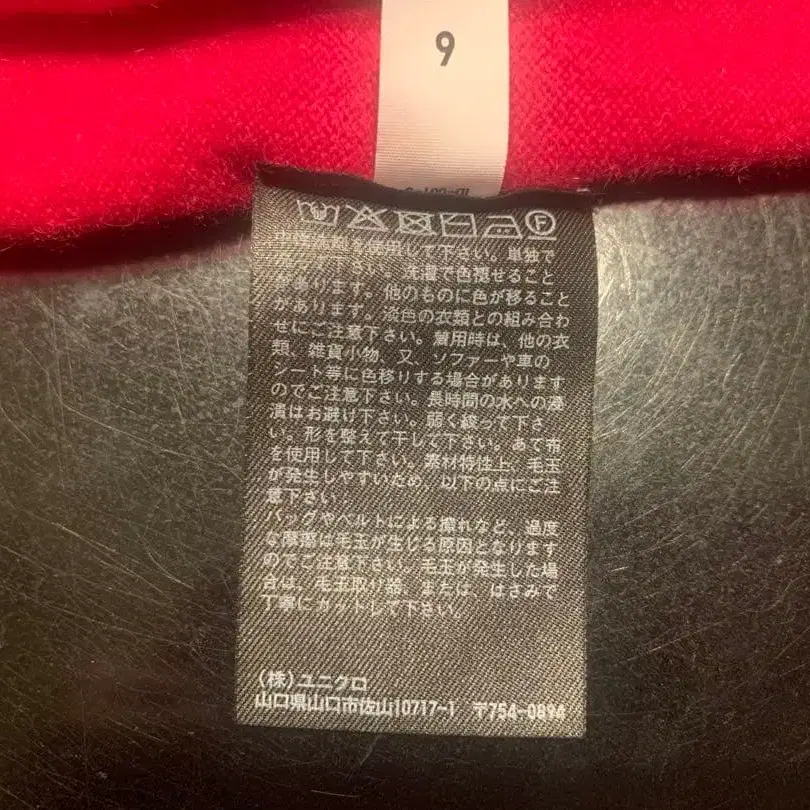 9
Ⓕ
を使用して下さい。単独で
下さい。洗濯で色褪せること
があります。他のものに色が移ること
があります。淡色の衣類との組み合わ
せにご注意下さい。着用時は、他の衣
類、雑貨小物、又、ソファーや車の
シート等に色移りする場合があります
のでご注意下さい。長時間の水への浸
漬はお避け下さい。弱く絞って下さ
い。形を整えて干して下さい。あて布
を使用して下さい。素材特性上、毛玉
が発生しやすいため、以下の点にご注
意下さい。
バッグやベルトによる擦れなど、過度
な摩擦は毛玉が生じる原因となります
のでご注意下さい。毛玉が発生した場
合は、毛玉取り器、または、はさみで
丁寧にカットして下さい。
(株)ユニクロ
山口県山口市佐山10717-1 〒754-0894